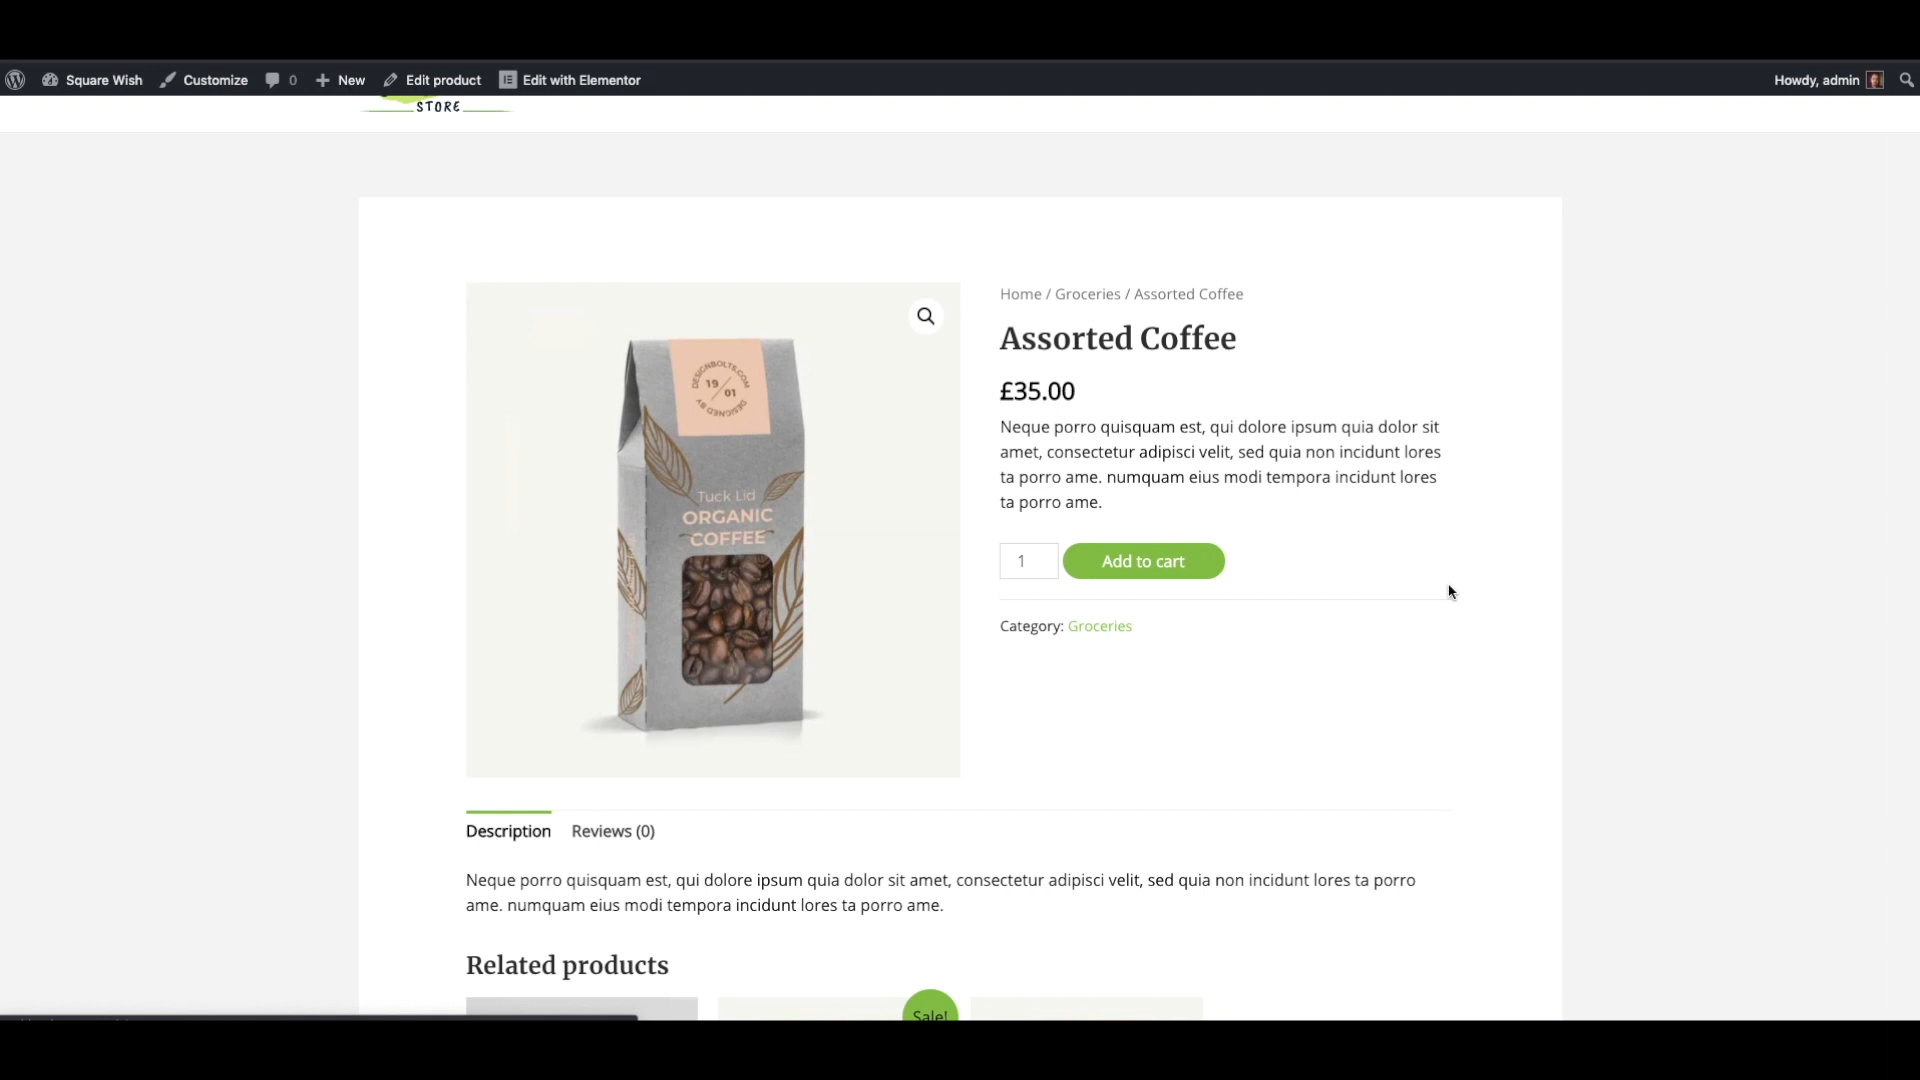 Square Wish Customize 0 New Edit product Edit with Elementor Howdy, admin
STORE
Home / Groceries / Assorted Coffee
Assorted Coffee
£35.00
Neque porro quisquam est, qui dolore ipsum quia dolor sit
amet, consectetur adipisci velit, sed quia non incidunt lores
ta porro ame. numquam eius modi tempora incidunt lores
ta porro ame.
1 Add to cart
Category: Groceries
DESIGNBOLTS.COM
19
01
DESIGNED BY
Tuck Lid
ORGANIC
COFFEE
Description Reviews (0)
Neque porro quisquam est, qui dolore ipsum quia dolor sit amet, consectetur adipisci velit, sed quia non incidunt lores ta porro
ame. numquam eius modi tempora incidunt lores ta porro ame.
Related products
Sale!